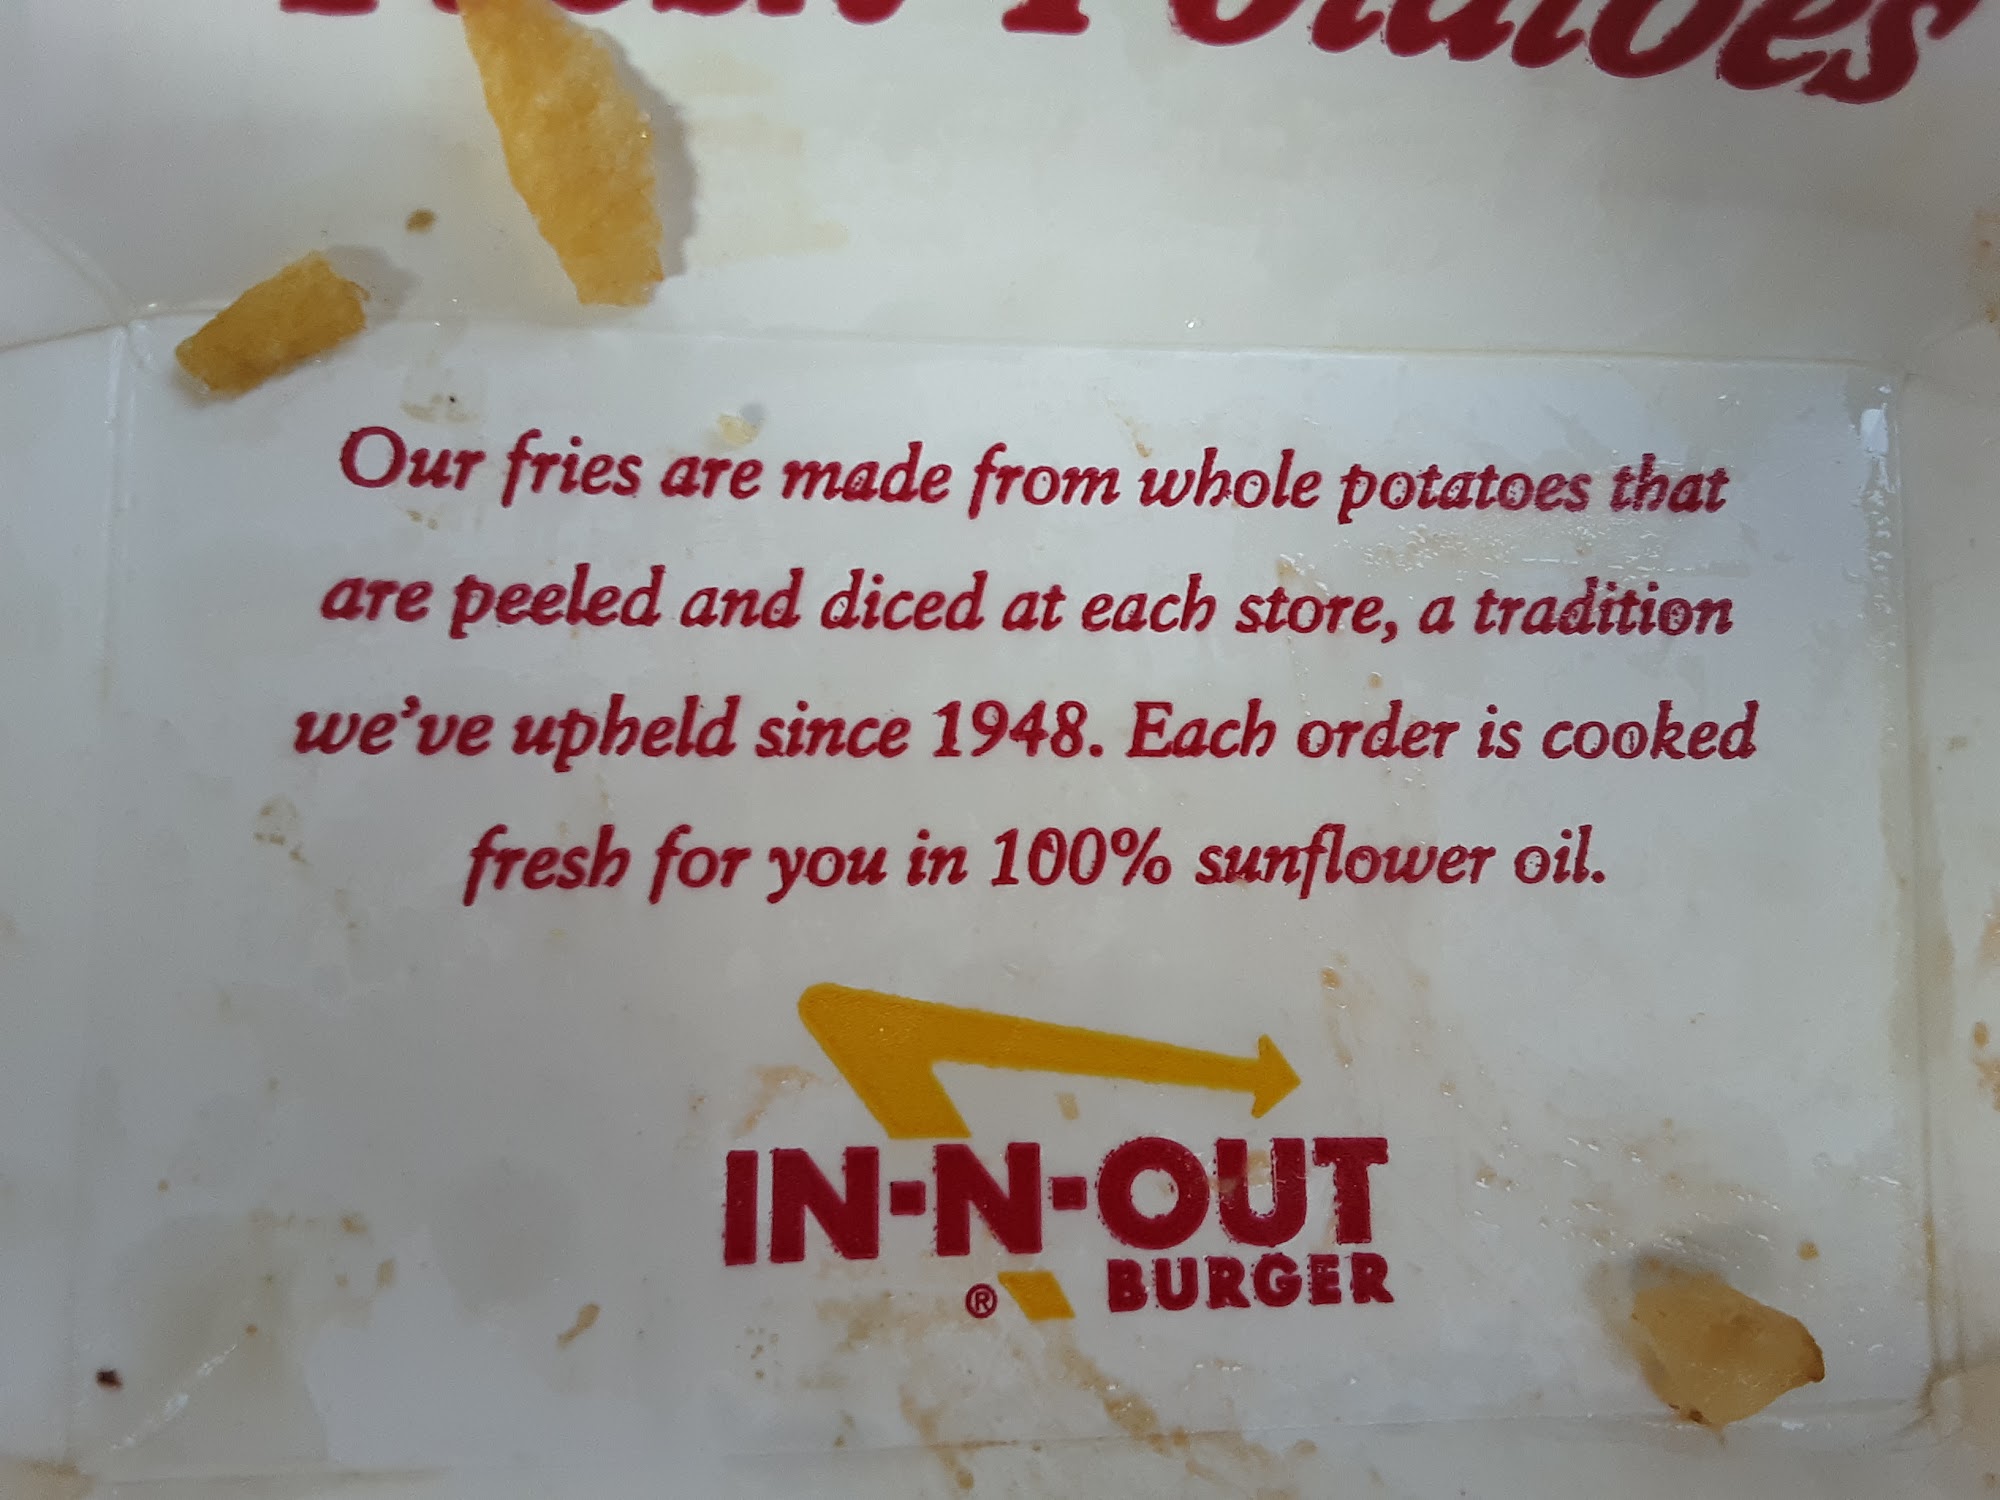 Potatoes
Our fries are made from whole potatoes that
are peeled and diced at each store, a tradition
we've upheld since 1948. Each order is cooked
fresh for you in 100% sunflower oil.
IN-N-OUT
® BURGER